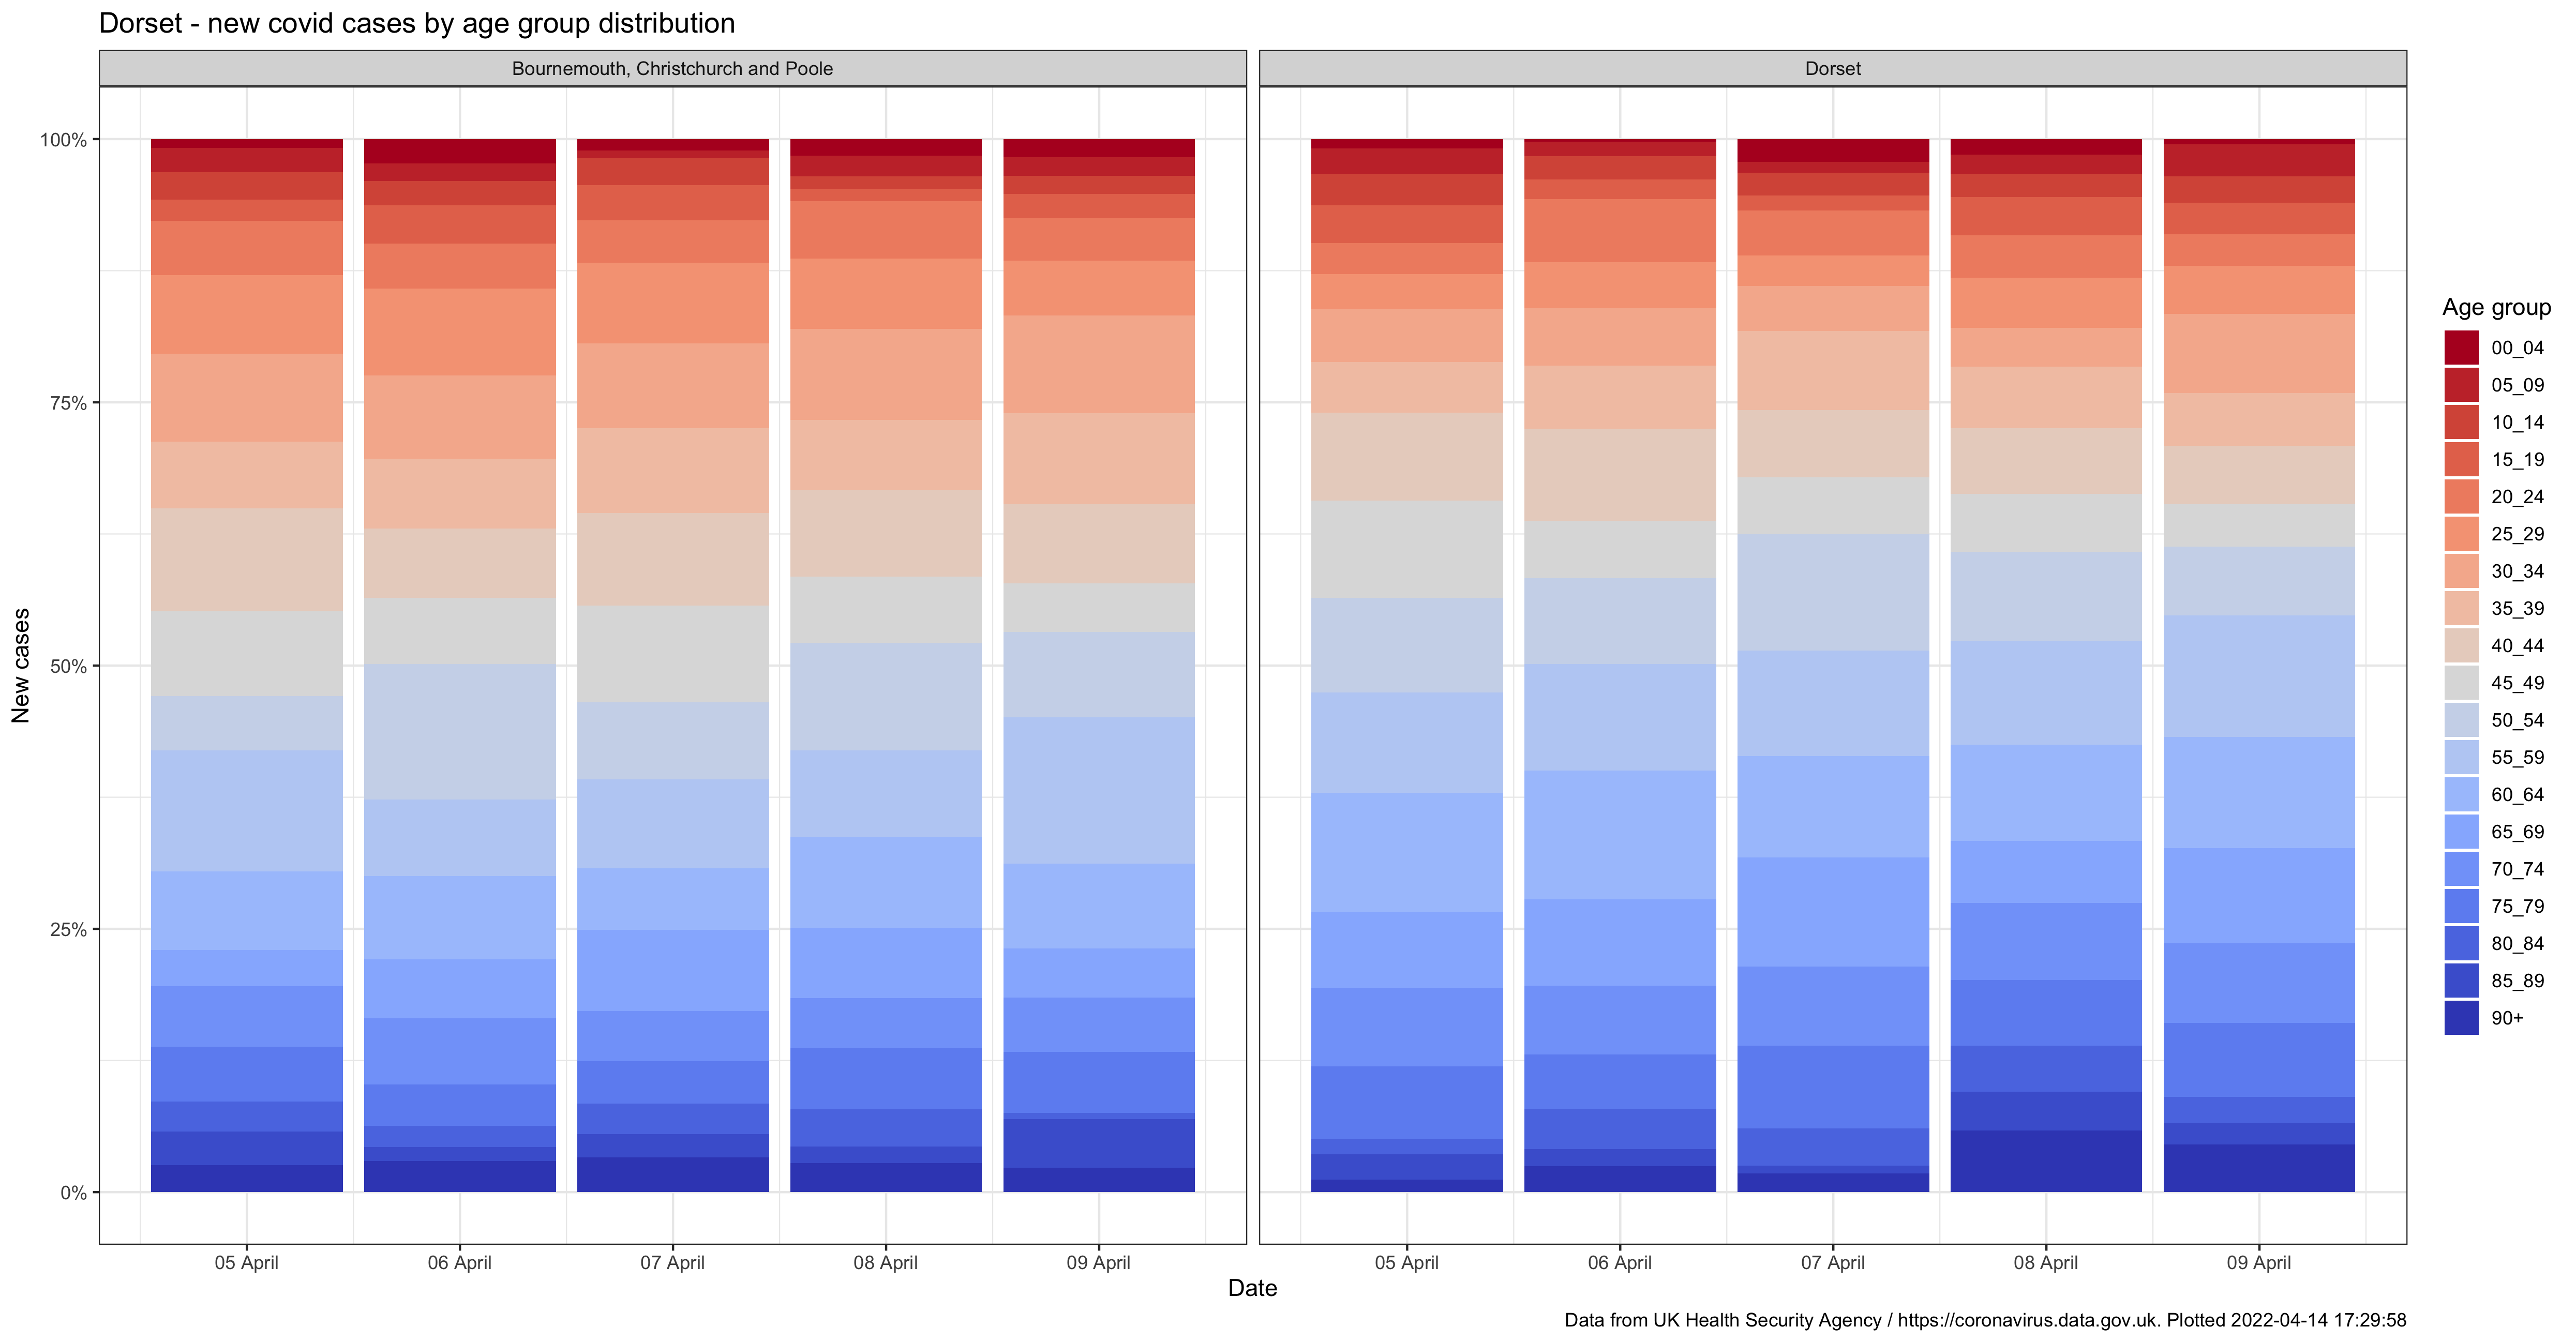 Dorset - new covid cases by age group distribution
Bournemouth, Christchurch and Poole
Dorset
New cases
100%
75%
50%
25%
0%
05 April
06 April
07 April
08 April
09 April
05 April
06 April
07 April
08 April
09 April
Date
Age group
00_04
05_09
10_14
15_19
20_24
25_29
30_34
35_39
40_44
45_49
50_54
55_59
60_64
65_69
70_74
75_79
80_84
85_89
90+
Data from UK Health Security Agency / https://coronavirus.data.gov.uk. Plotted 2022-04-14 17:29:58